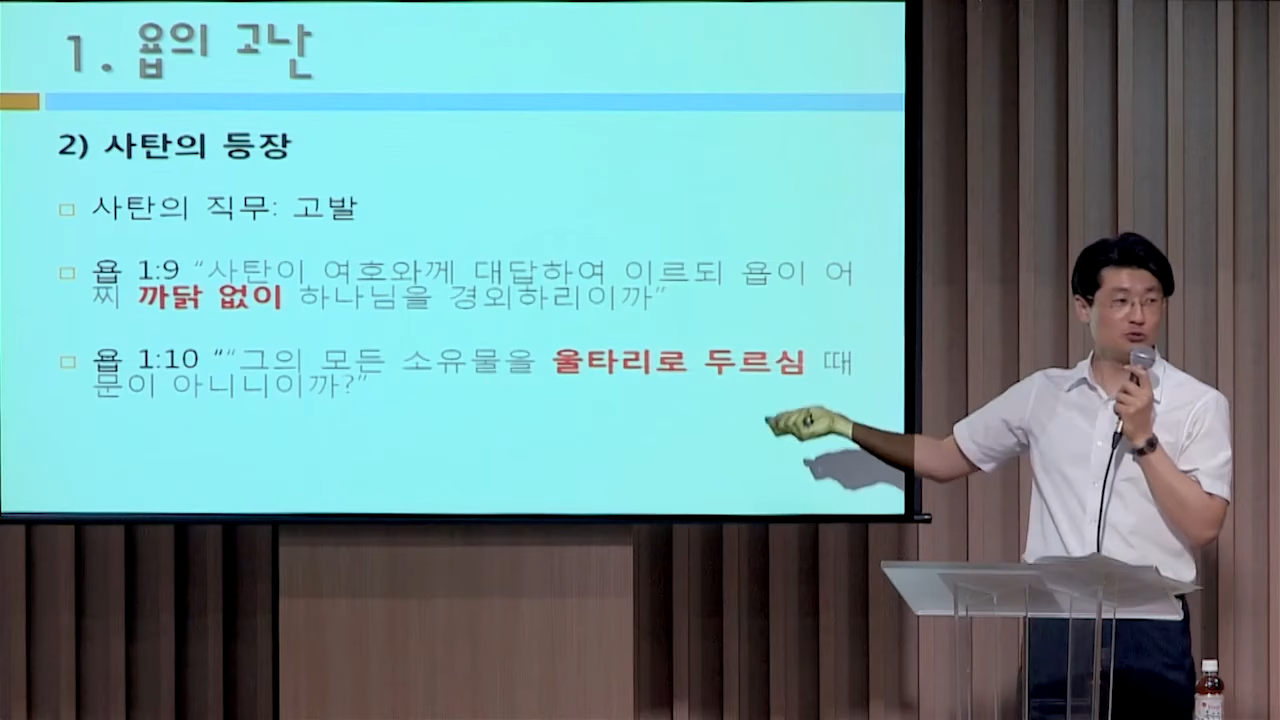 1. 욥의 고난
2) 사탄의 등장
사탄의 직무: 고발
욥 1:9 “사탄이 여호와께 대답하여 이르되 욥이 어
찌 까닭 없이 하나님을 경외하리이까”
욥 1:10 ““그의 모든 소유물을 울타리로 두르심 때
문이 아니니이까?”